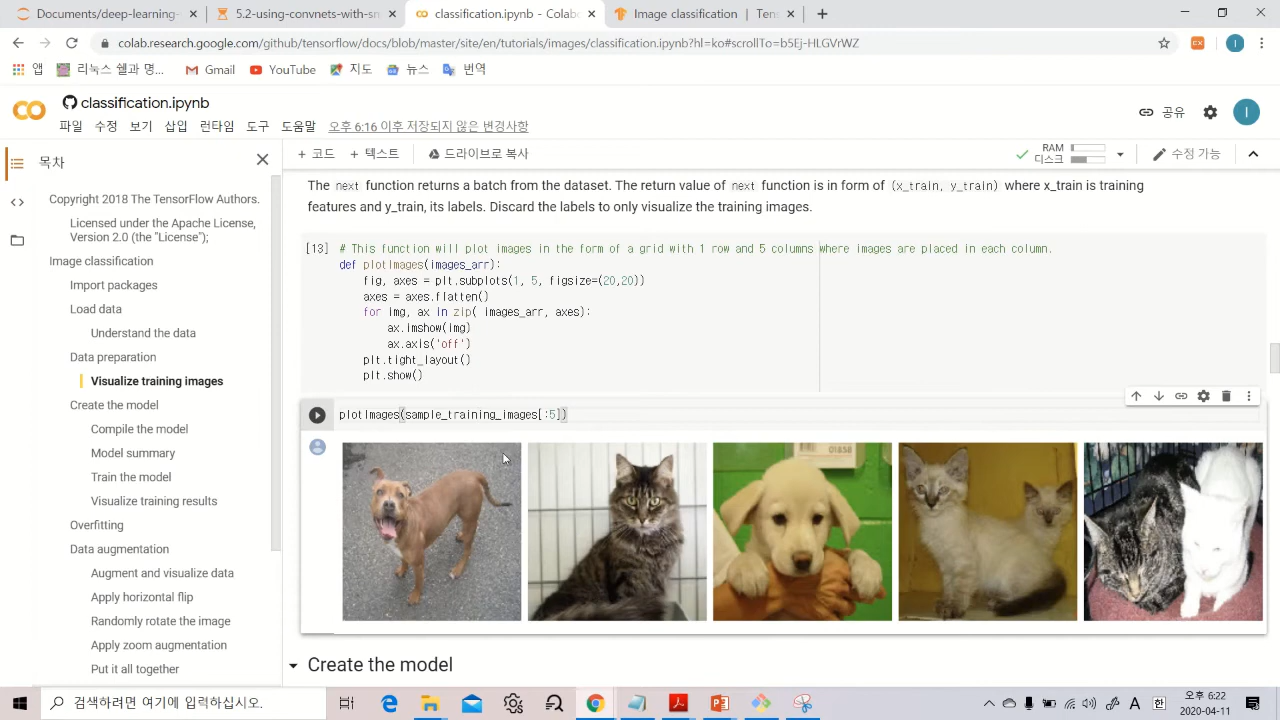 Documentation | Tens
5.2-using-convnets-with-s
classification.ipynb - Colab
Image classification | Tens
colab.research.google.com/github/tensorflow/docs/blob/master/site/en/tutorials/images/classification.ipynb?hl=ko#scrollTo=b5Ej-HLGVrWZ
앱
리눅스 쉘과 명...
Gmail
YouTube
지도
뉴스
번역
classification.ipynb
파일 수정 보기 삽입 런타임 도구 도움말 오후 6:16 이후 저장되지 않은 변경사항
공유
I
목차
+ 코드 + 텍스트
드라이브로 복사
RAM
디스크
수정 가능
Copyright 2018 The TensorFlow Authors.
Licensed under the Apache License,
Version 2.0 (the "License");
Image classification
Import packages
Load data
Understand the data
Data preparation
Visualize training images
Create the model
Compile the model
Model summary
Train the model
Visualize training results
Overfitting
Data augmentation
Augment and visualize data
Apply horizontal flip
Randomly rotate the image
Apply zoom augmentation
Put it all together
The next function returns a batch from the dataset. The return value of next function is in form of (x_train, y_train) where x_train is training
features and y_train, its labels. Discard the labels to only visualize the training images.
[13] # This function will plot images in the form of a grid with 1 row and 5 columns where images are placed in each column.
def plotImages(images_arr):
fig, axes = plt.subplots(1, 5, figsize=(20,20))
axes = axes.flatten()
for img, ax in zip( images_arr, axes):
ax.imshow(img)
ax.axis('off')
plt.tight_layout()
plt.show()
plotImages(sample_training_images[:5])
Create the model
검색하려면 여기에 입력하십시오.
A
한
오후 6:22
2020-04-11